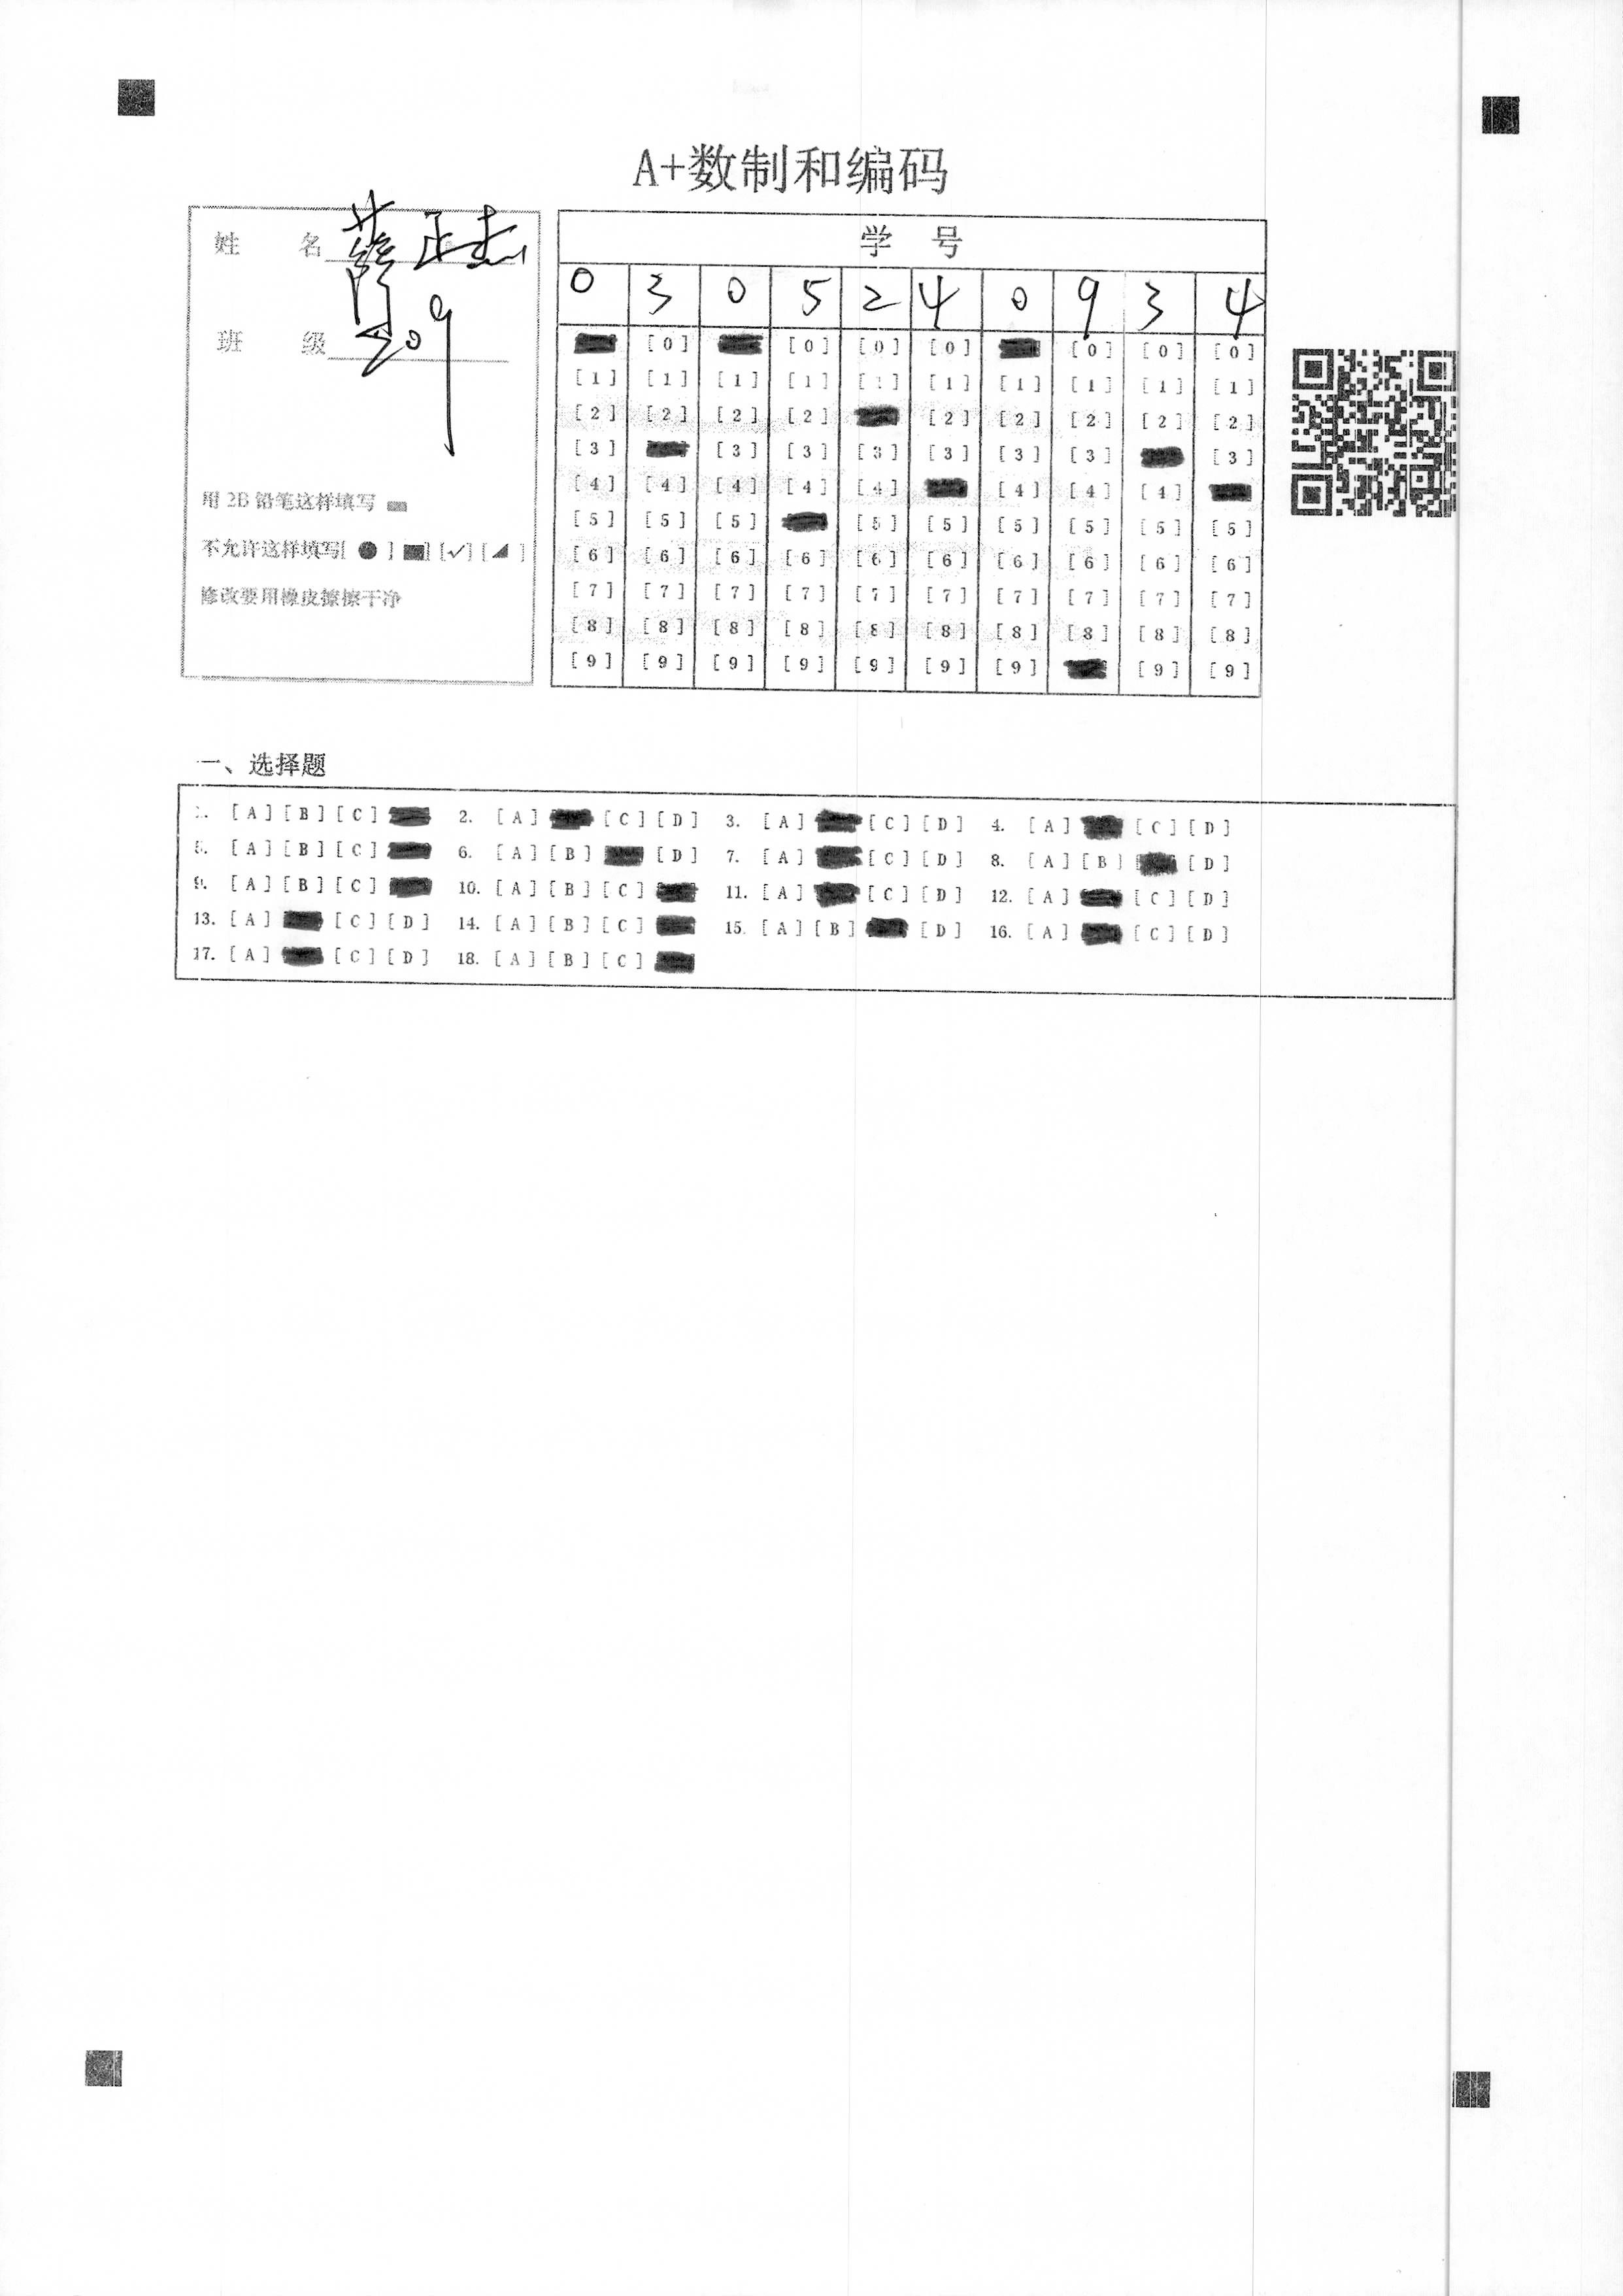 A+数制和编码
姓 名 薛正杰
班 级 209
用 2B 铅笔这样填写
不允许这样填写[ ● ] [■] [✓] [◢ ]
修改要用橡皮擦擦干净
学 号
0 3 0 5 2 4 0 9 3 4
[0] [0] [0] [0] [0] [0] [0]
[1] [1] [1] [1] [1] [1] [1] [1] [1] [1]
[2] [2] [2] [2] [2] [2] [2] [2] [2]
[3] [3] [3] [3] [3] [3] [3] [3]
[4] [4] [4] [4] [4] [4] [4] [4]
[5] [5] [5] [5] [5] [5] [5] [5] [5]
[6] [6] [6] [6] [6] [6] [6] [6] [6] [6]
[7] [7] [7] [7] [7] [7] [7] [7] [7] [7]
[8] [8] [8] [8] [8] [8] [8] [8] [8] [8]
[9] [9] [9] [9] [9] [9] [9] [9] [9]
一、选择题
1. [A] [B] [C] 2. [A] [C] [D] 3. [A] [C] [D] 4. [A] [C] [D]
5. [A] [B] [C] 6. [A] [B] [D] 7. [A] [C] [D] 8. [A] [B] [D]
9. [A] [B] [C] 10. [A] [B] [C] 11. [A] [C] [D] 12. [A] [C] [D]
13. [A] [C] [D] 14. [A] [B] [C] 15. [A] [B] [D] 16. [A] [C] [D]
17. [A] [C] [D] 18. [A] [B] [C]